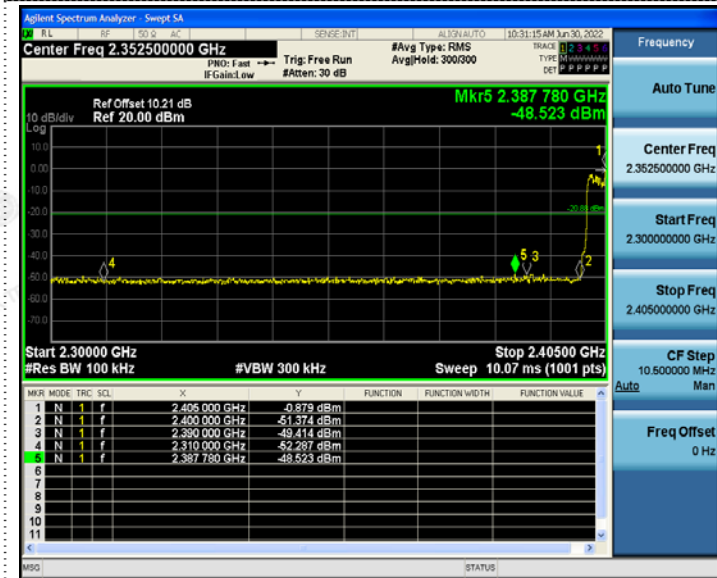 Agilent Spectrum Analyzer - Swept SA
RL RF 50 Ω AC SENSE:INT ALIGN AUTO 10:31:15 AM Jun 30, 2022
Center Freq 2.352500000 GHz #Avg Type: RMS TRACE 1 2 3 4 5 6
PNO: Fast Trig: Free Run Avg|Hold: 300/300 TYPE M
IFGain:Low #Atten: 30 dB DET P P P P P P
Mkr5 2.387 780 GHz
Ref Offset 10.21 dB
10 dB/div Ref 20.00 dBm -48.523 dBm
Log
10.0
0.00
-10.0
-20.0
-30.0
-40.0
-50.0
-60.0
-70.0
1
4
5 3
2
Start 2.30000 GHz Stop 2.40500 GHz
#Res BW 100 kHz #VBW 300 kHz Sweep 10.07 ms (1001 pts)
MKR MODE TRC SCL X Y FUNCTION FUNCTION WIDTH FUNCTION VALUE
1 N 1 f 2.405 000 GHz -0.879 dBm
2 N 1 f 2.400 000 GHz -51.374 dBm
3 N 1 f 2.390 000 GHz -49.414 dBm
4 N 1 f 2.310 000 GHz -52.287 dBm
5 N 1 f 2.387 780 GHz -48.523 dBm
6
7
8
9
10
11
MSG STATUS
Frequency
Auto Tune
Center Freq
2.352500000 GHz
Start Freq
2.300000000 GHz
Stop Freq
2.405000000 GHz
CF Step
10.500000 MHz
Auto Man
Freq Offset
0 Hz